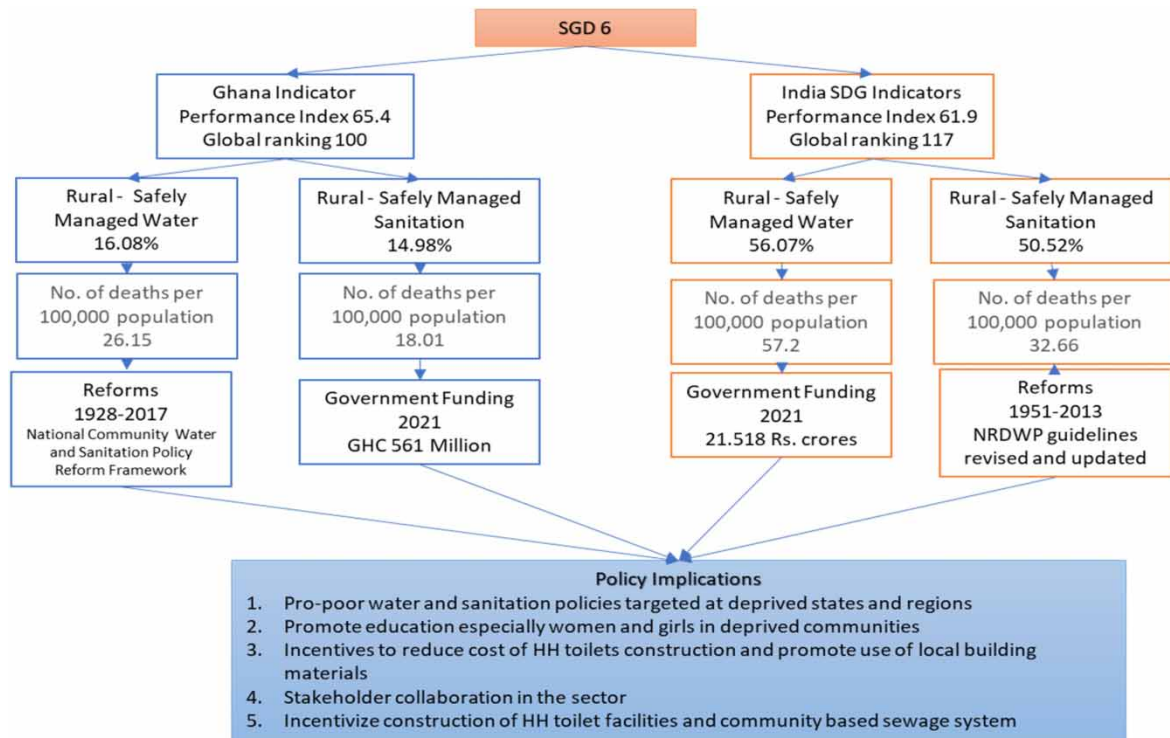 SGD 6
Ghana Indicator
Performance Index 65.4
Global ranking 100
India SDG Indicators
Performance Index 61.9
Global ranking 117
Rural - Safely
Managed Water
16.08%
Rural - Safely Managed
Sanitation
14.98%
Rural - Safely
Managed Water
56.07%
Rural - Safely Managed
Sanitation
50.52%
No. of deaths per
100,000 population
26.15
No. of deaths per
100,000 population
18.01
No. of deaths per
100,000 population
57.2
No. of deaths per
100,000 population
32.66
Reforms
1928-2017
National Community Water
and Sanitation Policy
Reform Framework
Government Funding
2021
GHC 561 Million
Government Funding
2021
21.518 Rs. crores
Reforms
1951-2013
NRDWP guidelines
revised and updated
Policy Implications
1. Pro-poor water and sanitation policies targeted at deprived states and regions
2. Promote education especially women and girls in deprived communities
3. Incentives to reduce cost of HH toilets construction and promote use of local building
materials
4. Stakeholder collaboration in the sector
5. Incentivize construction of HH toilet facilities and community based sewage system